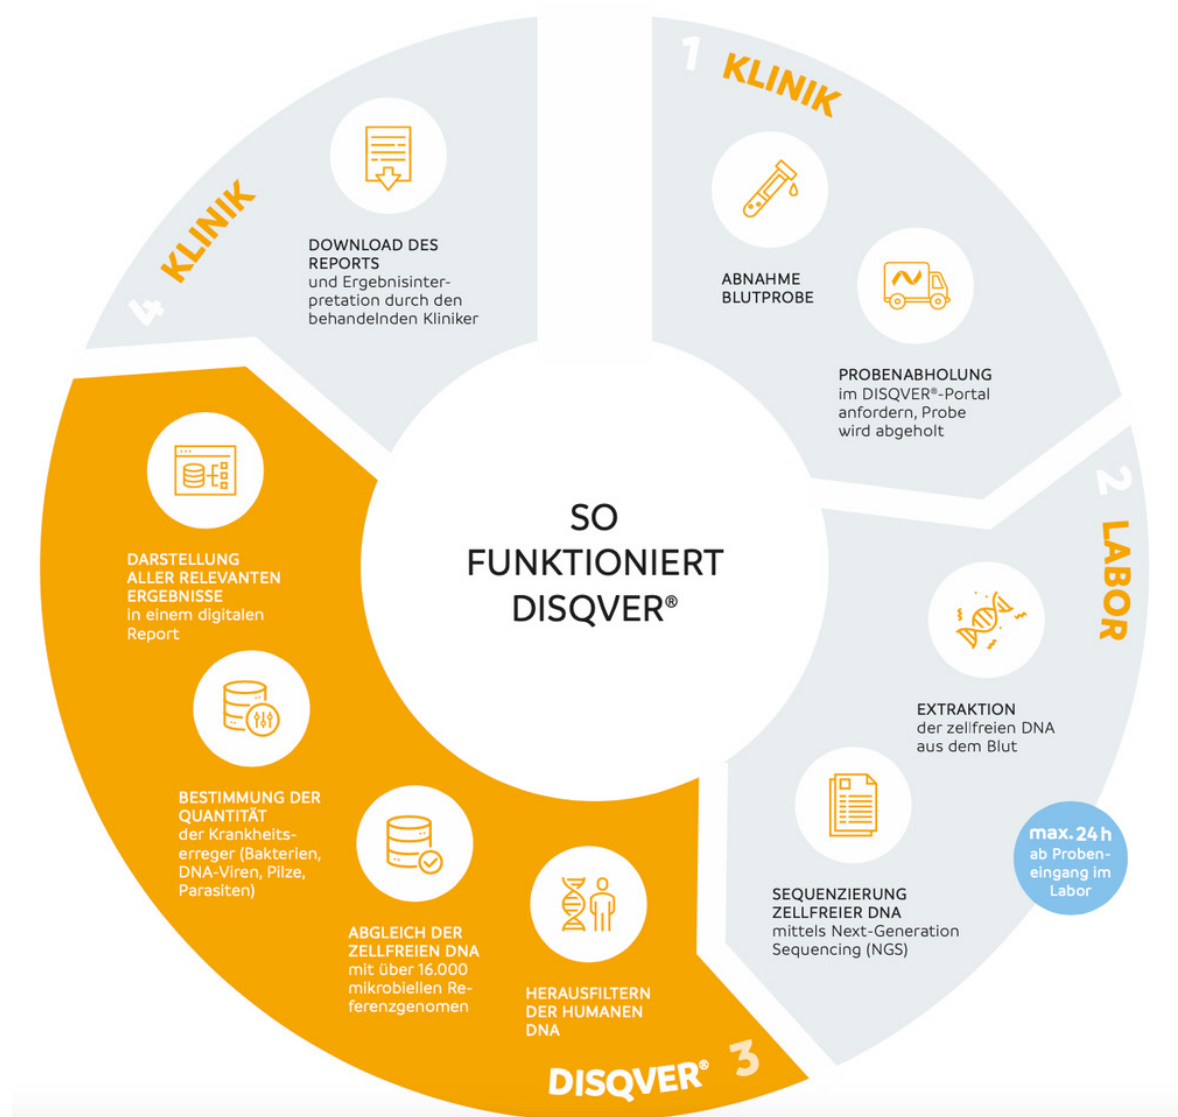 SO
FUNKTIONIERT
DISQVER®
1 KLINIK
ABNAHME
BLUTPROBE
PROBENABHOLUNG
im DISQVER®-Portal
anfordern, Probe
wird abgeholt
2 LABOR
EXTRAKTION
der zellfreien DNA
aus dem Blut
SEQUENZIERUNG
ZELLFREIER DNA
mittels Next-Generation
Sequencing (NGS)
max. 24 h
ab Proben-
eingang im
Labor
DISQVER® 3
HERAUSFILTERN
DER HUMANEN
DNA
ABGLEICH DER
ZELLFREIEN DNA
mit über 16.000
mikrobiellen Re-
ferenzgenomen
BESTIMMUNG DER
QUANTITÄT
der Krankheits-
erreger (Bakterien,
DNA-Viren, Pilze,
Parasiten)
DARSTELLUNG
ALLER RELEVANTEN
ERGEBNISSE
in einem digitalen
Report
4 KLINIK
DOWNLOAD DES
REPORTS
und Ergebnisinter-
pretation durch den
behandelnden Kliniker